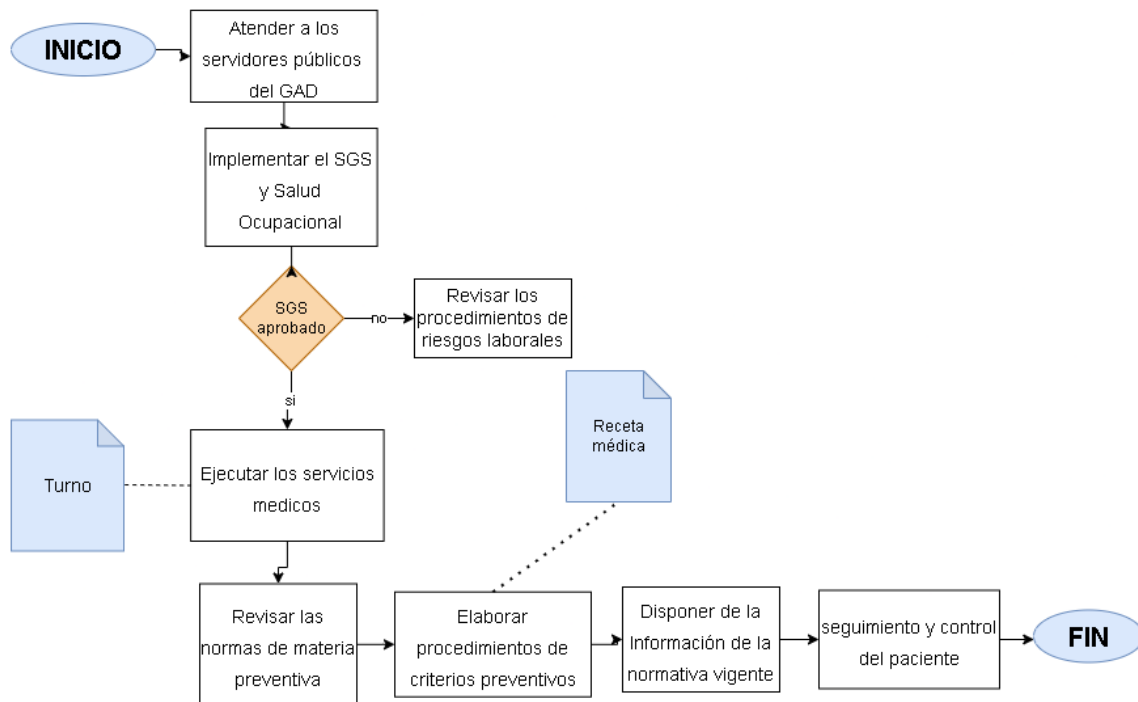 INICIO
Atender a los
servidores públicos
del GAD
Implementar el SGS
y Salud
Ocupacional
SGS
aprobado
no
Revisar los
procedimientos de
riesgos laborales
si
Receta
médica
Turno
Ejecutar los servicios
medicos
Revisar las
normas de materia
preventiva
Elaborar
procedimientos de
criterios preventivos
Disponer de la
Información de la
normativa vigente
seguimiento y control
del paciente
FIN